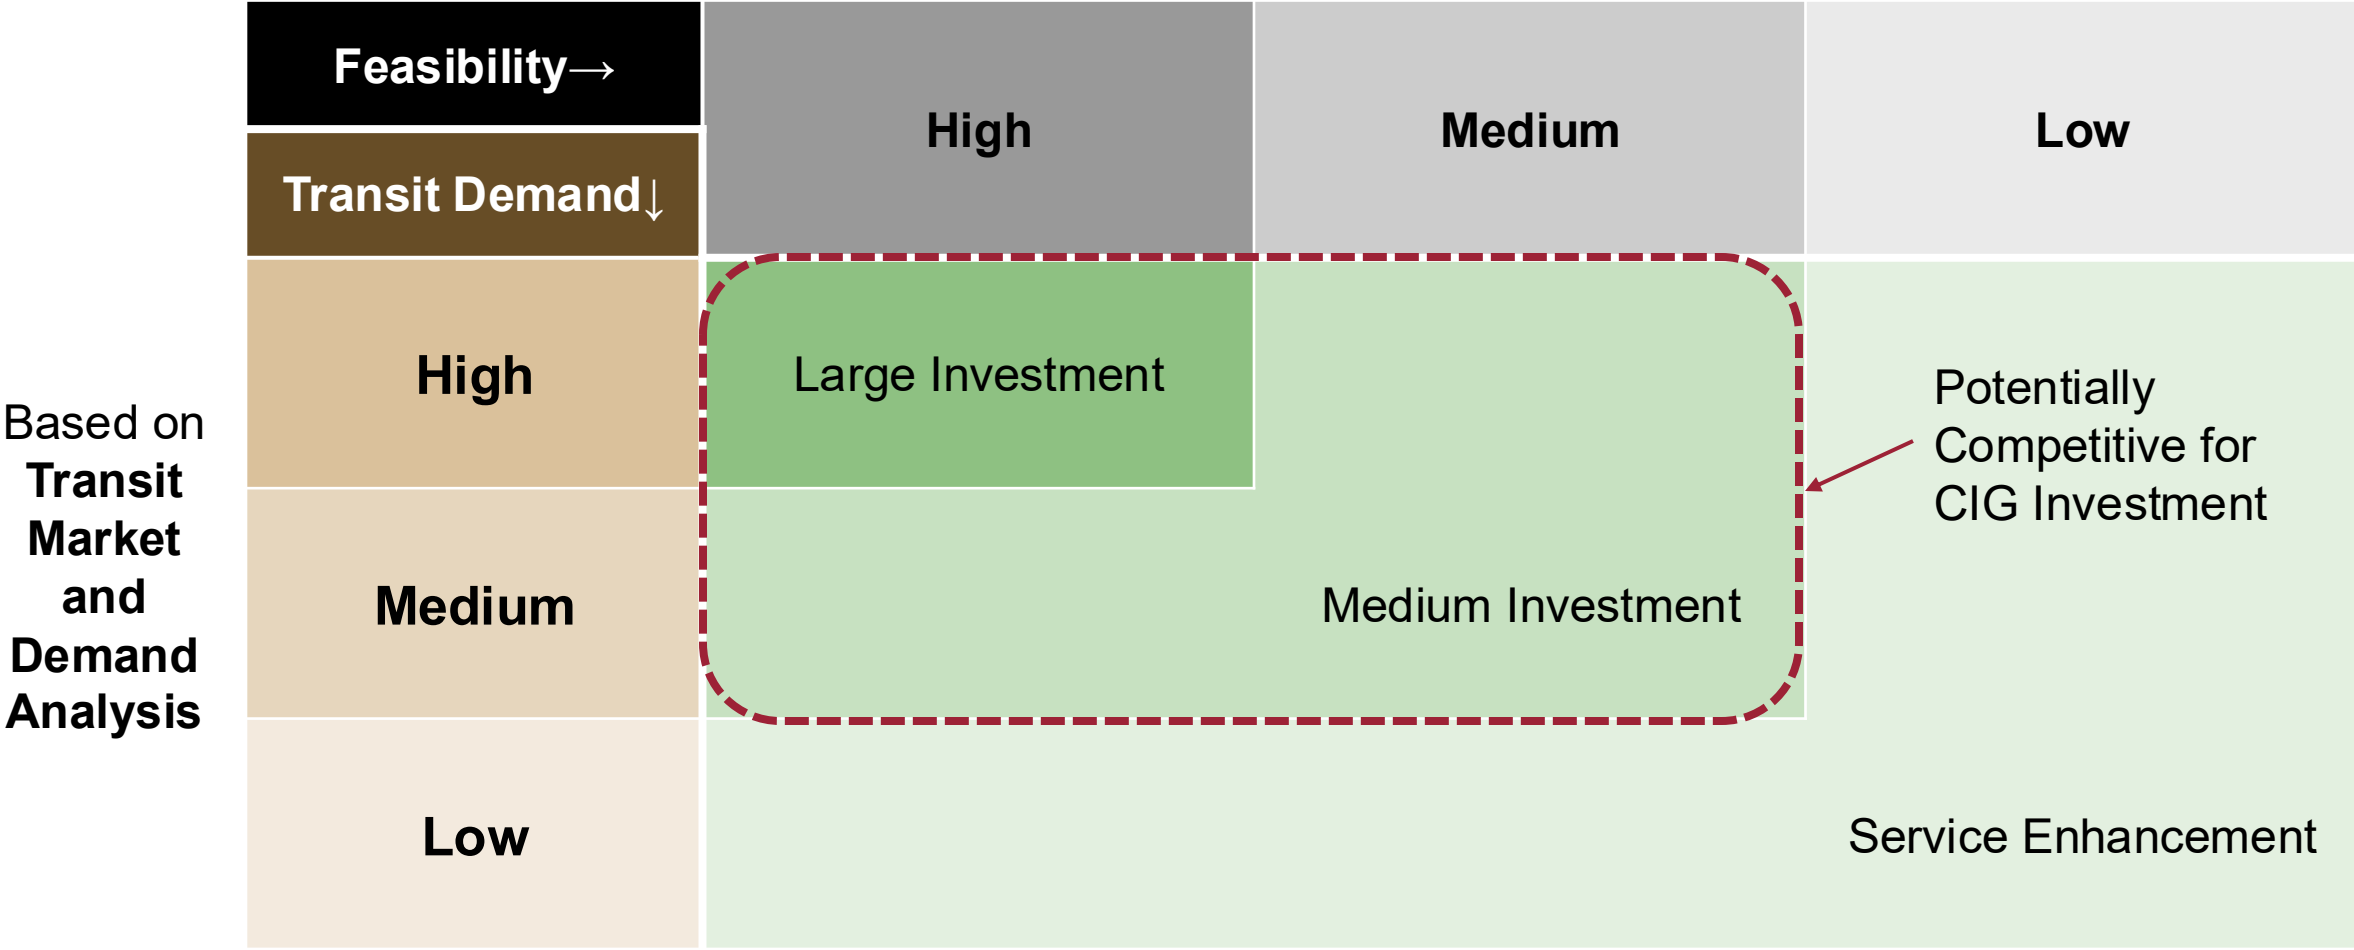 Feasibility→
Transit Demand↓
High
Medium
Low
Based on
Transit
Market
and
Demand
Analysis
High
Large Investment
Potentially
Competitive for
CIG Investment
Medium
Medium Investment
Low
Service Enhancement